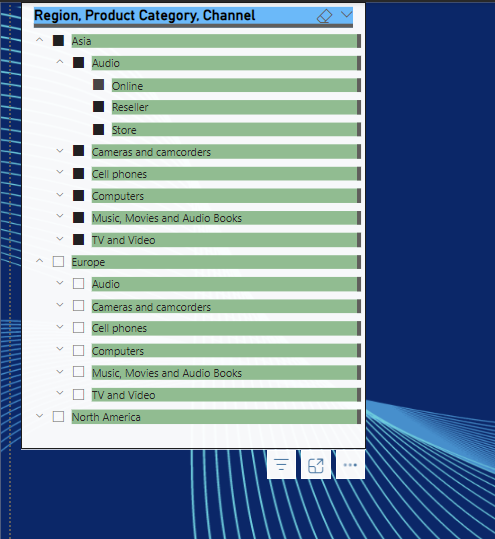 Region, Product Category, Channel
Asia
Audio
Online
Reseller
Store
Cameras and camcorders
Cell phones
Computers
Music, Movies and Audio Books
TV and Video
Europe
Audio
Cameras and camcorders
Cell phones
Computers
Music, Movies and Audio Books
TV and Video
North America